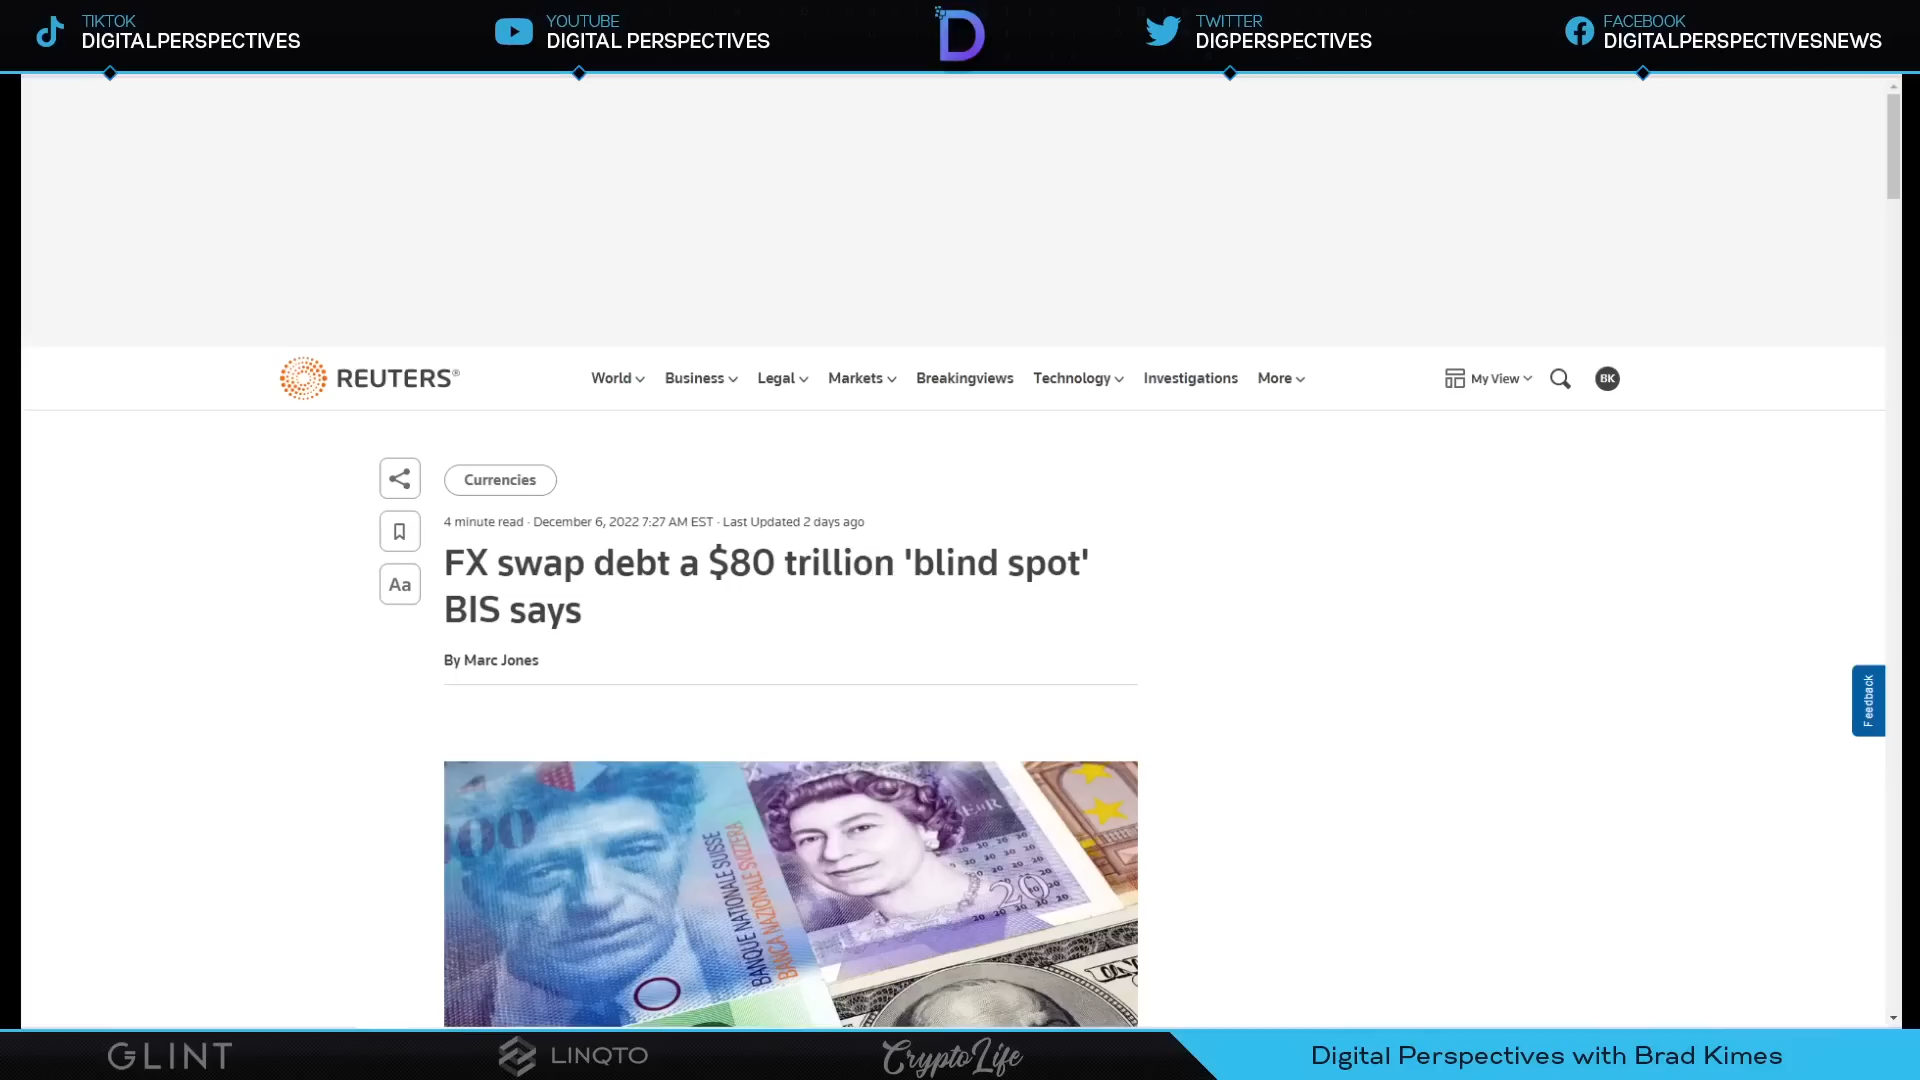 TIKTOK
DIGITALPERSPECTIVES
YOUTUBE
DIGITAL PERSPECTIVES
D
TWITTER
DIGPERSPECTIVES
FACEBOOK
DIGITALPERSPECTIVESNEWS
REUTERS®
World
Business
Legal
Markets
Breakingviews
Technology
Investigations
More
My View
BK
Currencies
4 minute read · December 6, 2022 7:27 AM EST · Last Updated 2 days ago
Aa
FX swap debt a $80 trillion 'blind spot'
BIS says
By Marc Jones
Feedback
100
BANQUE NATIONALE SUISSE
BANCA NAZIONALE SVIZZERA
EUR
20
GLINT
LINQTO
CryptoLife
Digital Perspectives with Brad Kimes